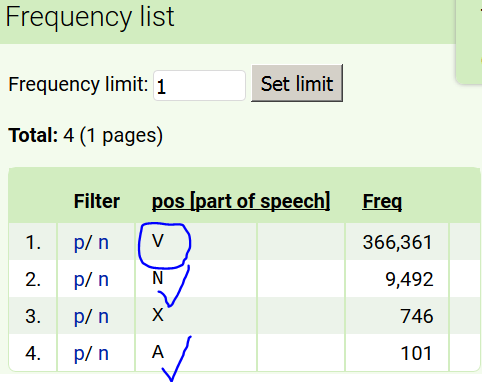 Frequency list
Frequency limit: 1 Set limit
Total: 4 (1 pages)
Filter pos [part of speech] Freq
1. p/ n V 366,361
2. p/ n N 9,492
3. p/ n X 746
4. p/ n A 101